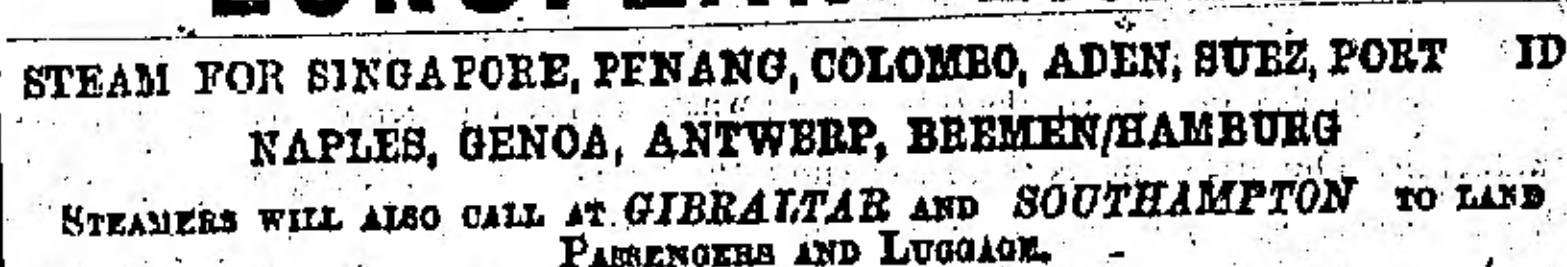 STEAM FOR SINGAPORE, PENANG, COLOMBO, ADEN, SUEZ, PORT ID
NAPLES, GENOA, ANTWERP, BREMEN/HAMBURG
STEAMERS WILL ALSO CALL AT GIBRALTAR AND SOUTHAMPTON TO LAND
PASSENGERS AND LUGGAGE.